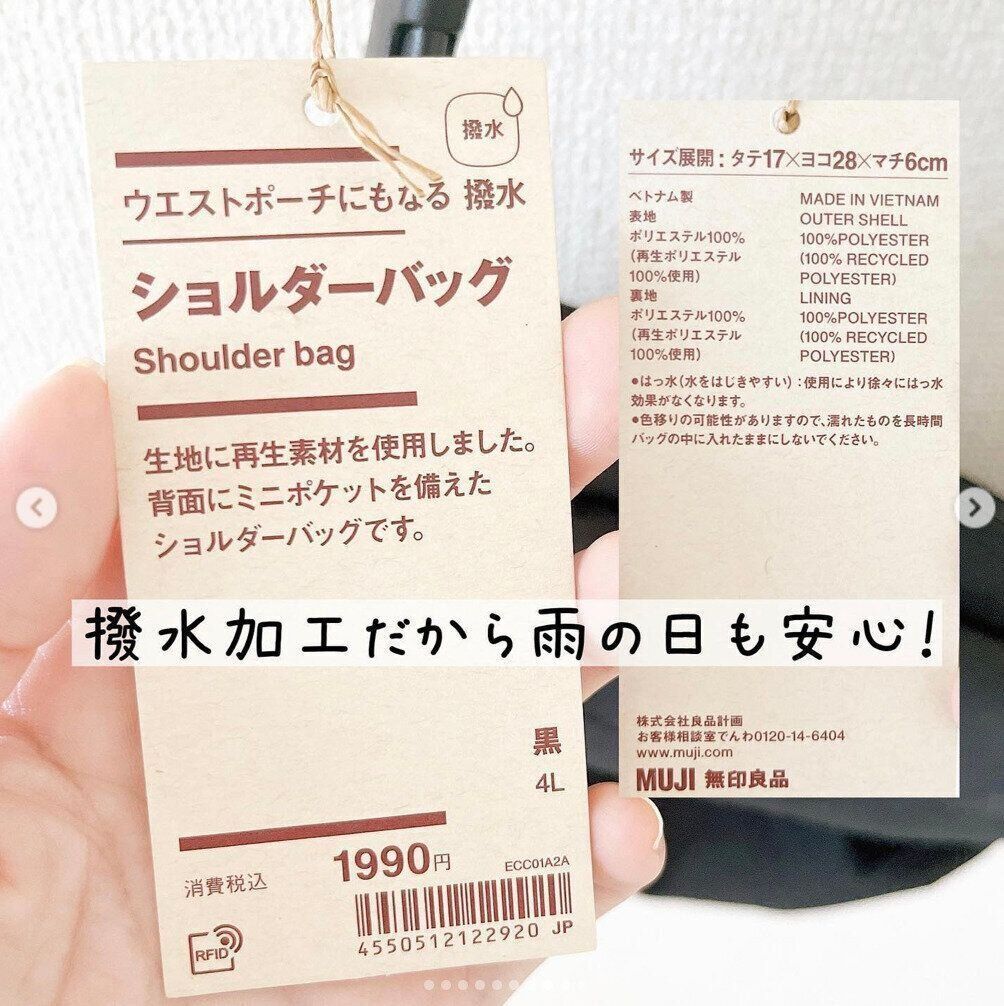 撥水
ウエストポーチにもなる 撥水
ショルダーバッグ
Shoulder bag
生地に再生素材を使用しました。
背面にミニポケットを備えた
ショルダーバッグです。
撥水加工だから雨の日も安心!
黒
4L
1990円
消費税込
ECC01A2A
RFID
4550512122920 JP
サイズ展開:タテ17×ヨコ28×マチ6cm
ベトナム製
表地
ポリエステル100%
(再生ポリエステル
100%使用)
裏地
ポリエステル100%
(再生ポリエステル
100%使用)
MADE IN VIETNAM
OUTER SHELL
100%POLYESTER
(100% RECYCLED
POLYESTER)
LINING
100%POLYESTER
(100% RECYCLED
POLYESTER)
●はっ水(水をはじきやすい):使用により徐々にはっ水
効果がなくなります。
●色移りの可能性がありますので、濡れたものを長時間
バッグの中に入れたままにしないでください。
株式会社良品計画
お客様相談室でんわ0120-14-6404
www.muji.com
MUJI 無印良品